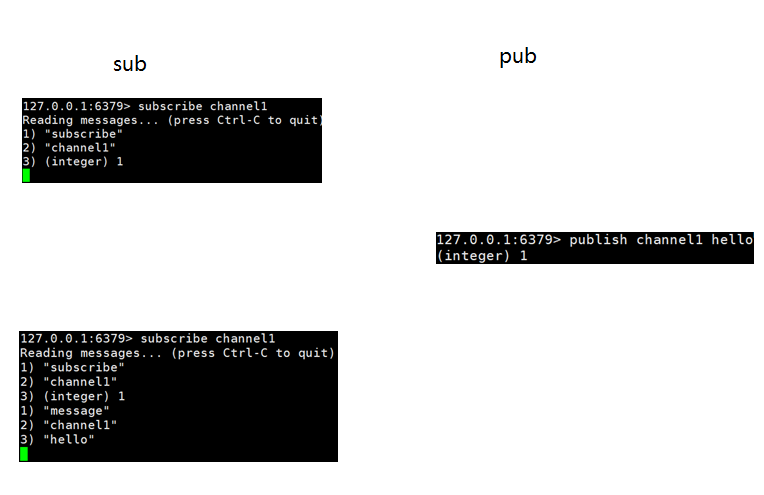 sub
pub
127.0.0.1:6379> subscribe channel1
Reading messages... (press Ctrl-C to quit)
1) "subscribe"
2) "channel1"
3) (integer) 1
127.0.0.1:6379> publish channel1 hello
(integer) 1
127.0.0.1:6379> subscribe channel1
Reading messages... (press Ctrl-C to quit)
1) "subscribe"
2) "channel1"
3) (integer) 1
1) "message"
2) "channel1"
3) "hello"